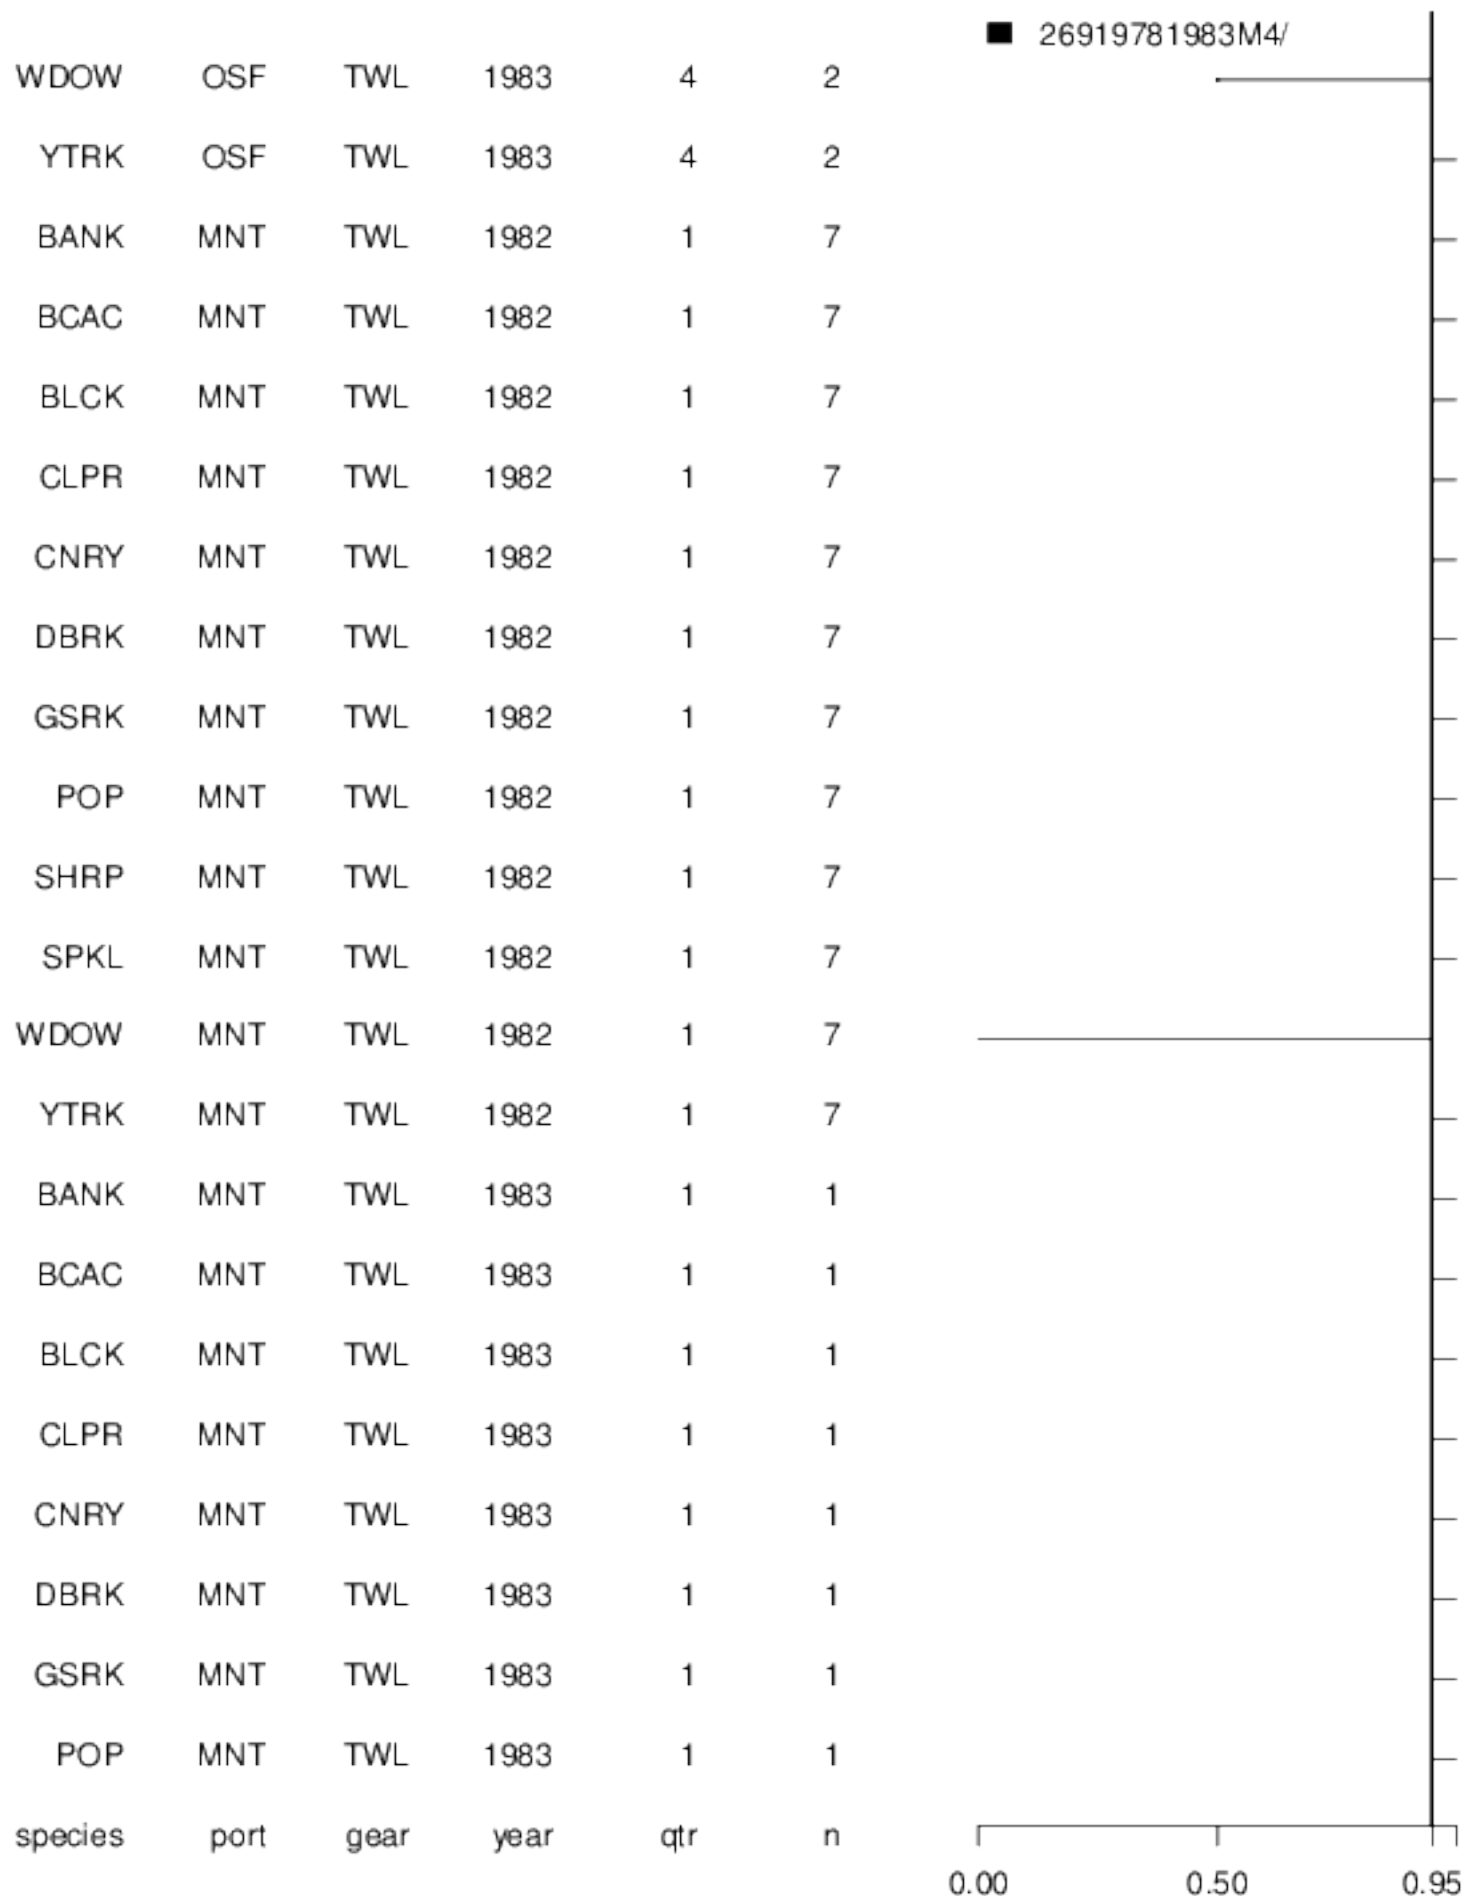 26919781983M4/
WDOW OSF TWL 1983 4 2
YTRK OSF TWL 1983 4 2
BANK MNT TWL 1982 1 7
BCAC MNT TWL 1982 1 7
BLCK MNT TWL 1982 1 7
CLPR MNT TWL 1982 1 7
CNRY MNT TWL 1982 1 7
DBRK MNT TWL 1982 1 7
GSRK MNT TWL 1982 1 7
POP MNT TWL 1982 1 7
SHRP MNT TWL 1982 1 7
SPKL MNT TWL 1982 1 7
WDOW MNT TWL 1982 1 7
YTRK MNT TWL 1982 1 7
BANK MNT TWL 1983 1 1
BCAC MNT TWL 1983 1 1
BLCK MNT TWL 1983 1 1
CLPR MNT TWL 1983 1 1
CNRY MNT TWL 1983 1 1
DBRK MNT TWL 1983 1 1
GSRK MNT TWL 1983 1 1
POP MNT TWL 1983 1 1
species port gear year qtr n
0.00 0.50 0.95